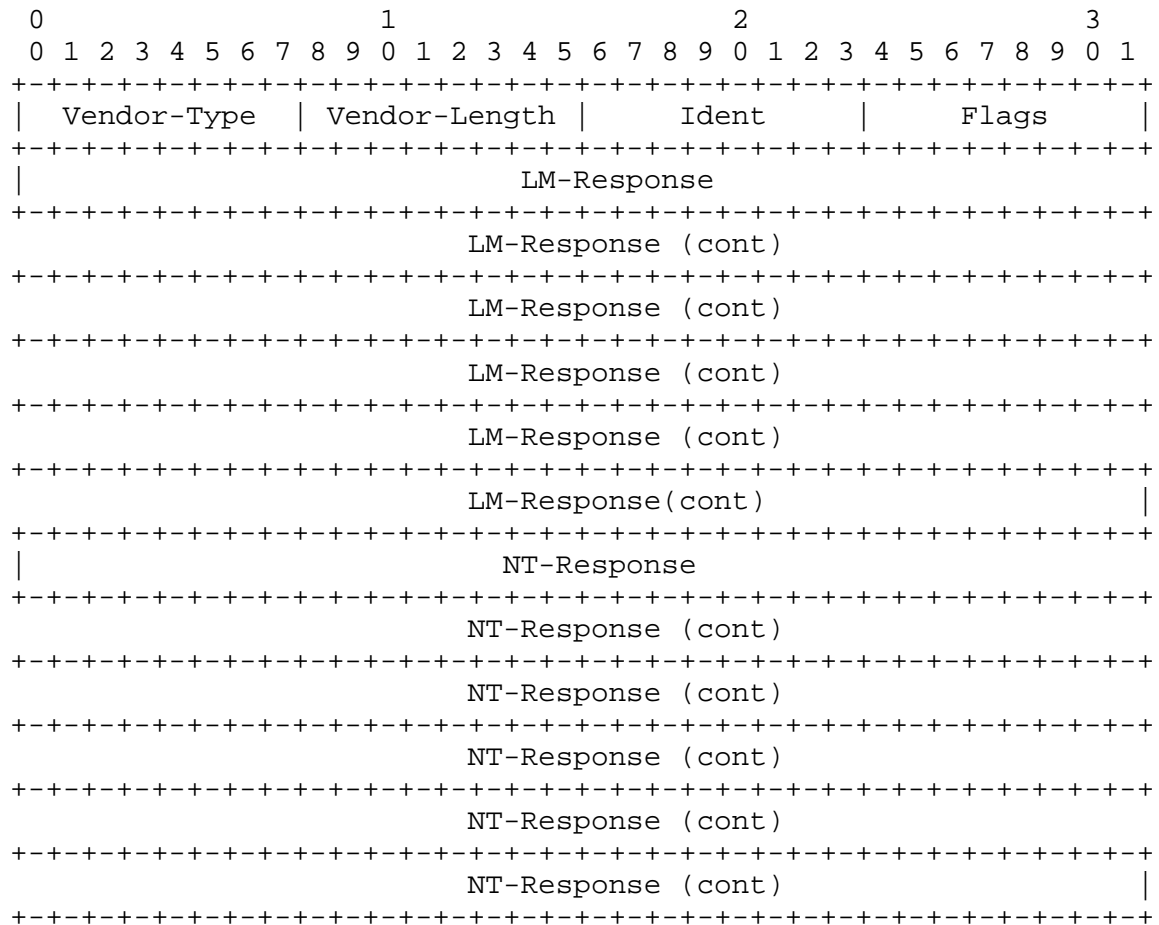 0                   1                   2                   3
 0 1 2 3 4 5 6 7 8 9 0 1 2 3 4 5 6 7 8 9 0 1 2 3 4 5 6 7 8 9 0 1
+-+-+-+-+-+-+-+-+-+-+-+-+-+-+-+-+-+-+-+-+-+-+-+-+-+-+-+-+-+-+-+-+
|  Vendor-Type  | Vendor-Length |     Ident     |     Flags     |
+-+-+-+-+-+-+-+-+-+-+-+-+-+-+-+-+-+-+-+-+-+-+-+-+-+-+-+-+-+-+-+-+
|                            LM-Response
+-+-+-+-+-+-+-+-+-+-+-+-+-+-+-+-+-+-+-+-+-+-+-+-+-+-+-+-+-+-+-+-+
                          LM-Response (cont)
+-+-+-+-+-+-+-+-+-+-+-+-+-+-+-+-+-+-+-+-+-+-+-+-+-+-+-+-+-+-+-+-+
                          LM-Response (cont)
+-+-+-+-+-+-+-+-+-+-+-+-+-+-+-+-+-+-+-+-+-+-+-+-+-+-+-+-+-+-+-+-+
                          LM-Response (cont)
+-+-+-+-+-+-+-+-+-+-+-+-+-+-+-+-+-+-+-+-+-+-+-+-+-+-+-+-+-+-+-+-+
                          LM-Response (cont)
+-+-+-+-+-+-+-+-+-+-+-+-+-+-+-+-+-+-+-+-+-+-+-+-+-+-+-+-+-+-+-+-+
                          LM-Response(cont)                     |
+-+-+-+-+-+-+-+-+-+-+-+-+-+-+-+-+-+-+-+-+-+-+-+-+-+-+-+-+-+-+-+-+
|                           NT-Response
+-+-+-+-+-+-+-+-+-+-+-+-+-+-+-+-+-+-+-+-+-+-+-+-+-+-+-+-+-+-+-+-+
                          NT-Response (cont)
+-+-+-+-+-+-+-+-+-+-+-+-+-+-+-+-+-+-+-+-+-+-+-+-+-+-+-+-+-+-+-+-+
                          NT-Response (cont)
+-+-+-+-+-+-+-+-+-+-+-+-+-+-+-+-+-+-+-+-+-+-+-+-+-+-+-+-+-+-+-+-+
                          NT-Response (cont)
+-+-+-+-+-+-+-+-+-+-+-+-+-+-+-+-+-+-+-+-+-+-+-+-+-+-+-+-+-+-+-+-+
                          NT-Response (cont)
+-+-+-+-+-+-+-+-+-+-+-+-+-+-+-+-+-+-+-+-+-+-+-+-+-+-+-+-+-+-+-+-+
                          NT-Response (cont)                    |
+-+-+-+-+-+-+-+-+-+-+-+-+-+-+-+-+-+-+-+-+-+-+-+-+-+-+-+-+-+-+-+-+